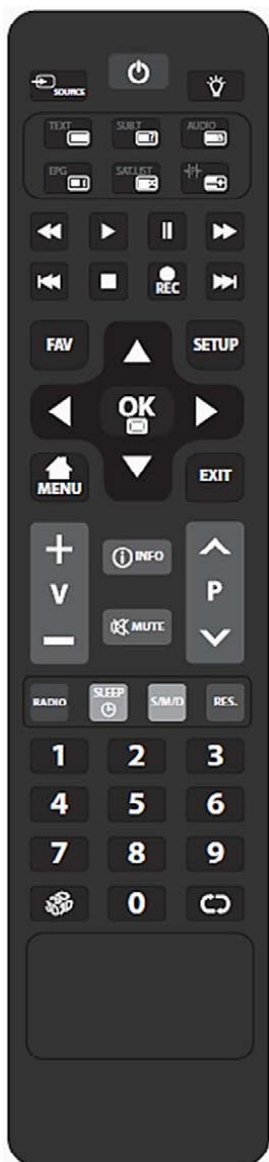 SOURCE
TEXT SUB.T AUDIO
EPG SAT.LIST
REC
FAV SETUP
OK
MENU EXIT
+ INFO
V P
- MUTE
RADIO SLEEP S/M/D RES.
1 2 3
4 5 6
7 8 9
3D 0